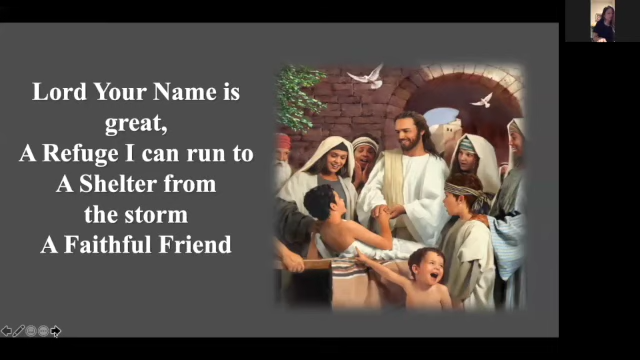 Lord Your Name is
great,
A Refuge I can run to
A Shelter from
the storm
A Faithful Friend